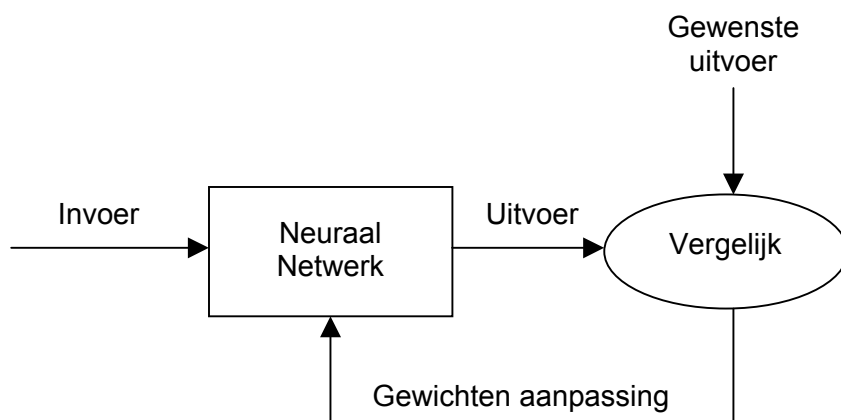 Gewenste
uitvoer
Invoer
Neuraal
Netwerk
Uitvoer
Vergelijk
Gewichten aanpassing